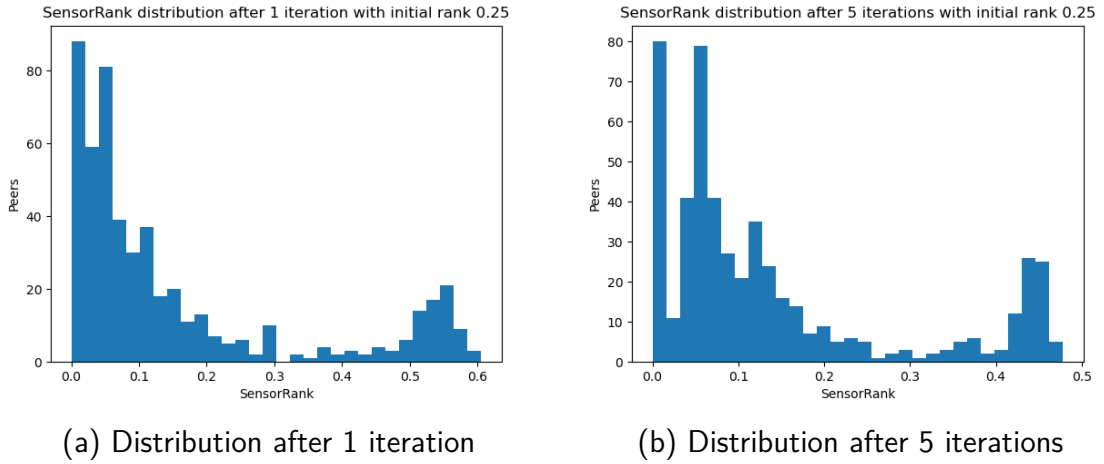 SensorRank distribution after 1 iteration with initial rank 0.25
80
60
40
20
0
Peers
0.0 0.1 0.2 0.3 0.4 0.5 0.6
SensorRank
(a) Distribution after 1 iteration
SensorRank distribution after 5 iterations with initial rank 0.25
80
70
60
50
40
30
20
10
0
Peers
0.0 0.1 0.2 0.3 0.4 0.5
SensorRank
(b) Distribution after 5 iterations